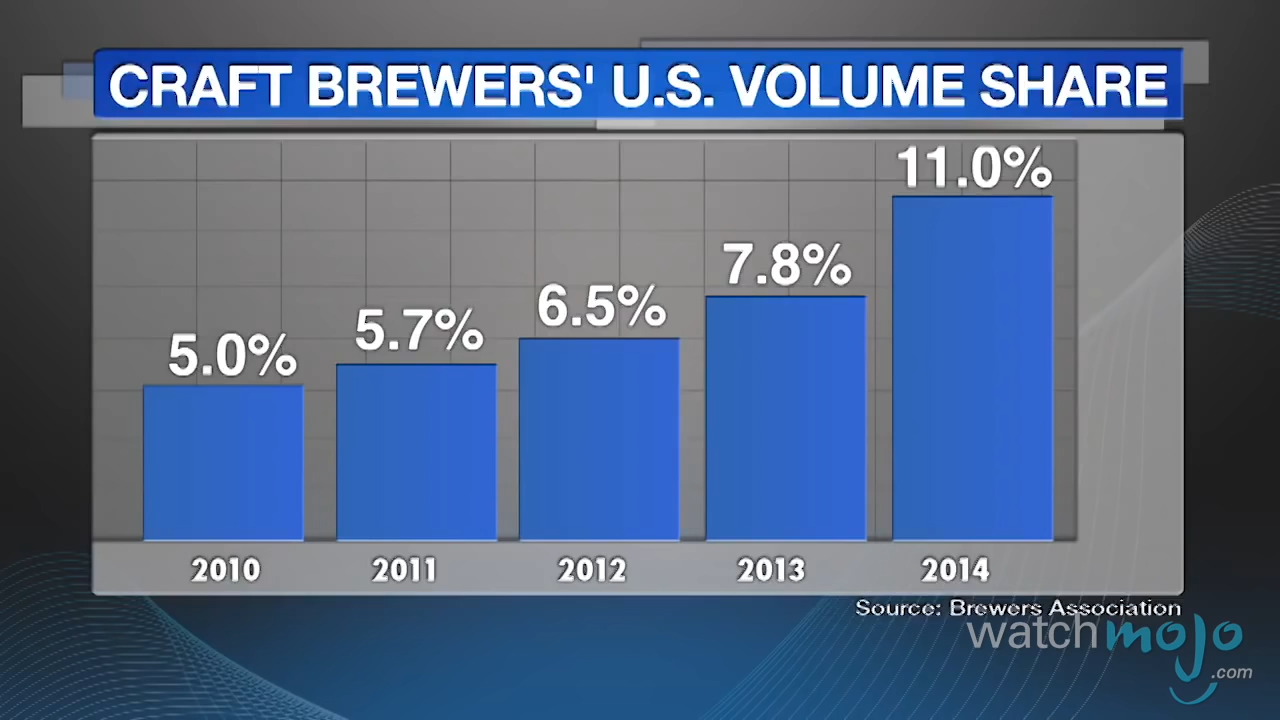 CRAFT BREWERS' U.S. VOLUME SHARE
5.0%
5.7%
6.5%
7.8%
11.0%
2010 2011 2012 2013 2014
Source: Brewers Association
watchmojo
.com